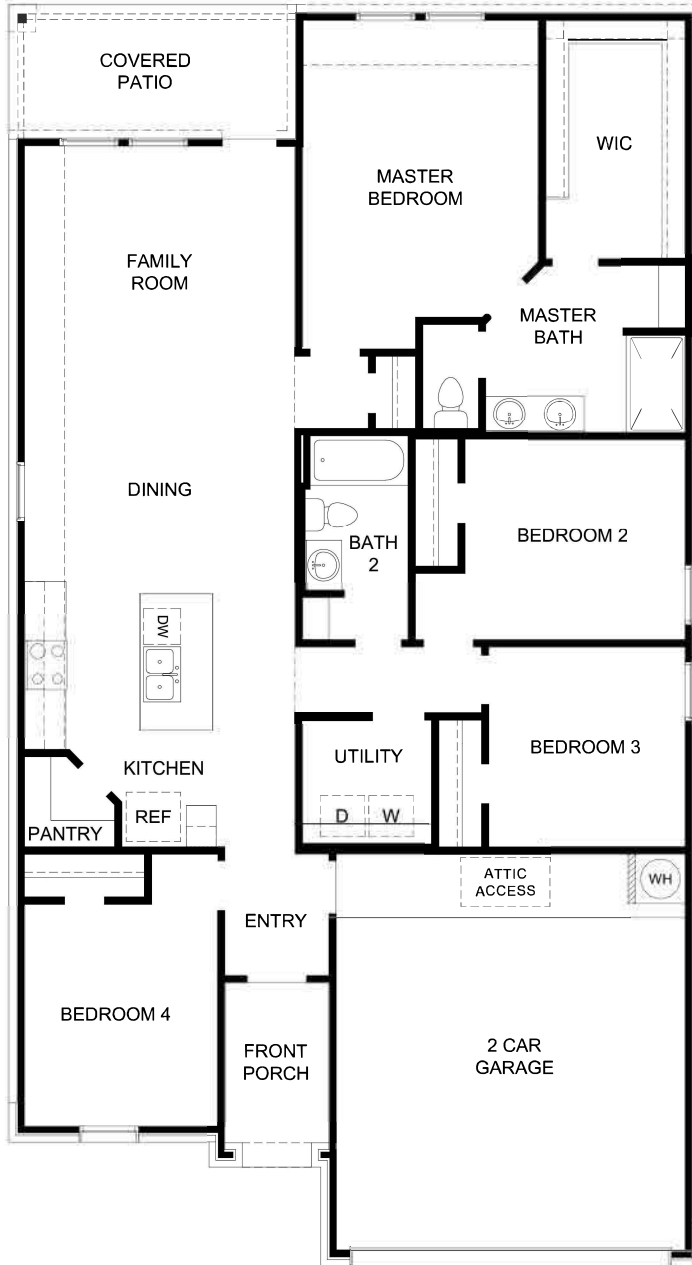 COVERED
PATIO
WIC
MASTER
BEDROOM
FAMILY
ROOM
MASTER
BATH
DINING
BEDROOM 2
BATH
2
DW
BEDROOM 3
UTILITY
KITCHEN
REF
D
W
PANTRY
ATTIC
ACCESS
WH
ENTRY
BEDROOM 4
FRONT
PORCH
2 CAR
GARAGE